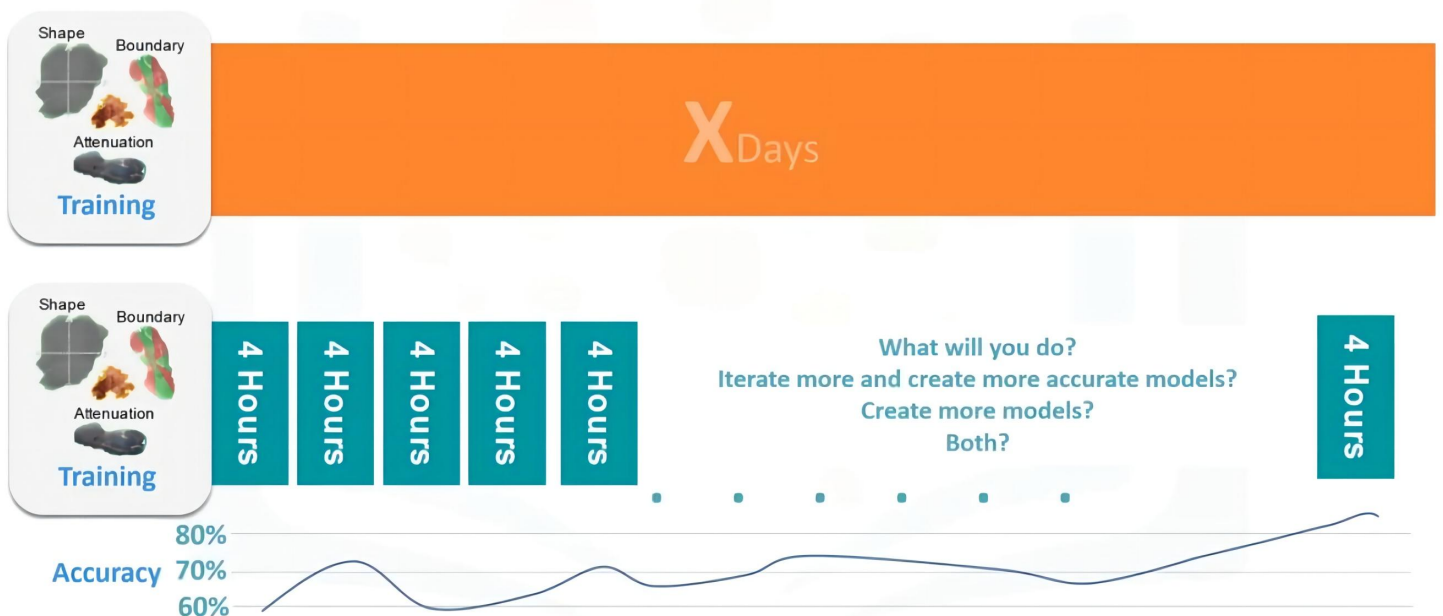 Shape
Boundary
Attenuation
Training
X Days
Shape
Boundary
Attenuation
Training
4 Hours
4 Hours
4 Hours
4 Hours
4 Hours
What will you do?
Iterate more and create more accurate models?
Create more models?
Both?
4 Hours
80%
Accuracy 70%
60%